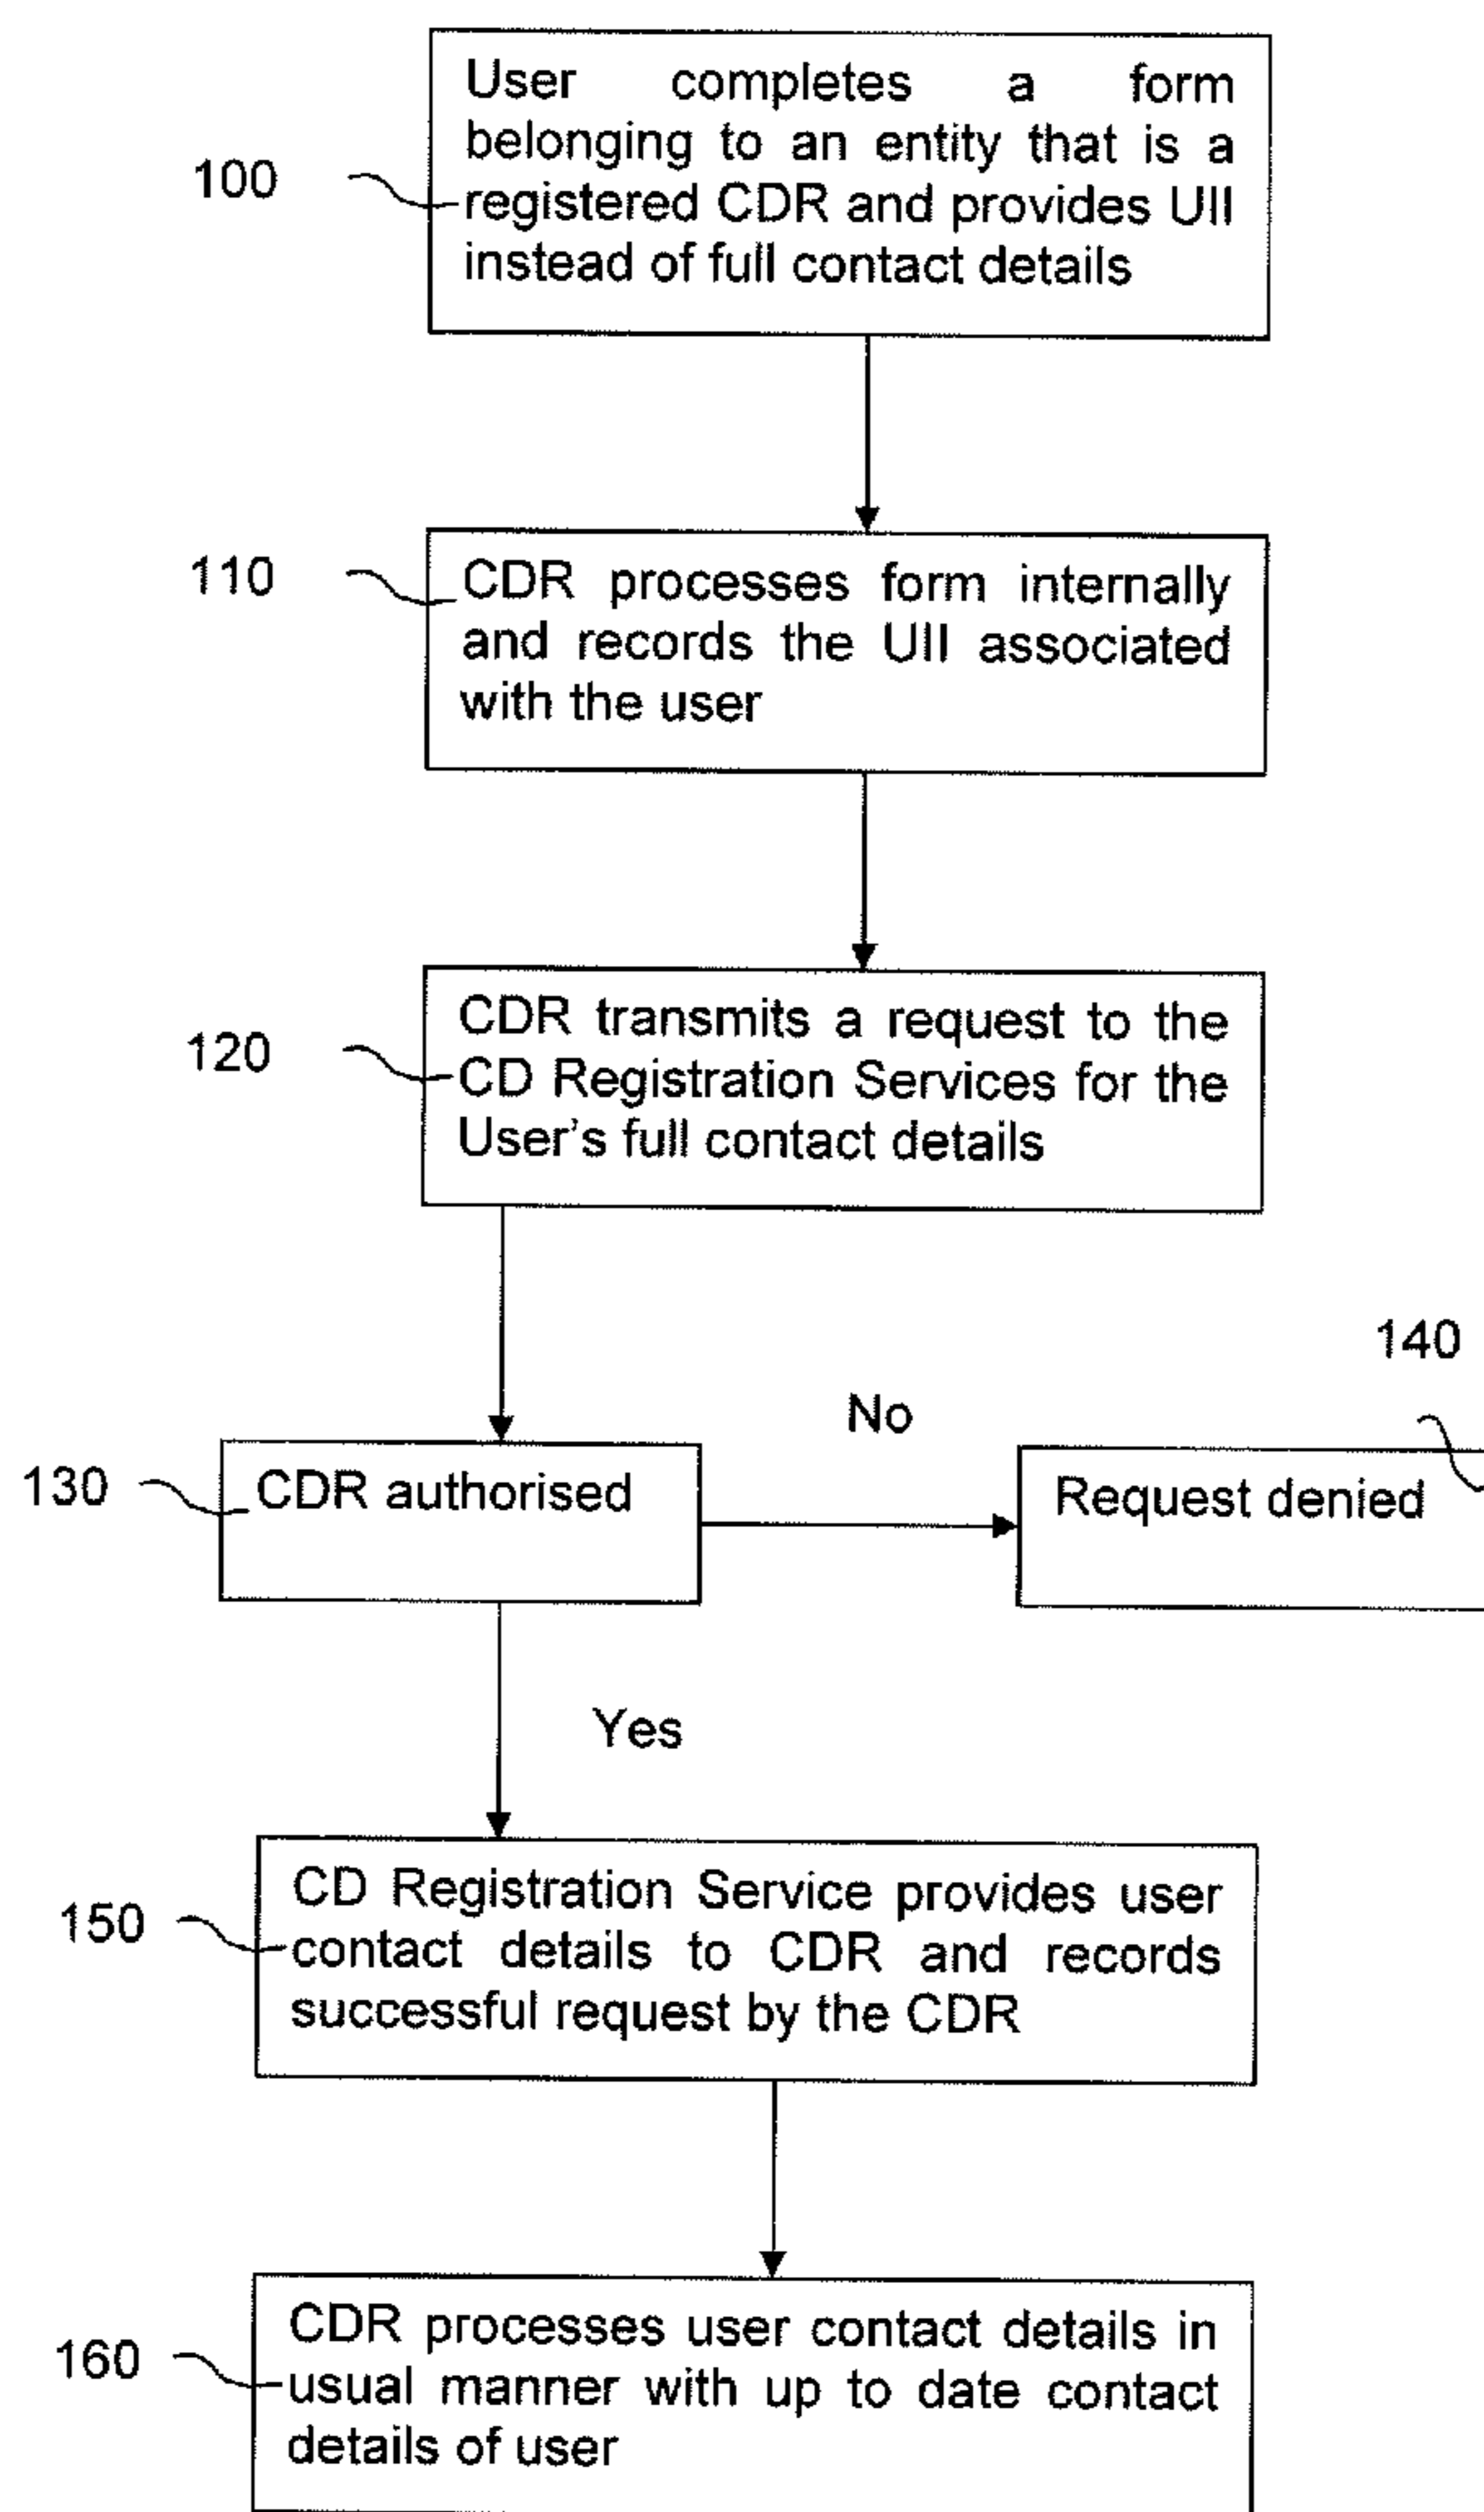 User completes a form
belonging to an entity that is a
100
registered CDR and provides UII
instead of full contact details
110
CDR processes form internally
and records the UII associated
with the user
CDR transmits a request to the
120
CD Registration Services for the
User's full contact details
140
No
130
CDR authorised
Request denied
Yes
CD Registration Service provides user
150
contact details to CDR and records
successful request by the CDR
CDR processes user contact details in
160
usual manner with up to date contact
details of user